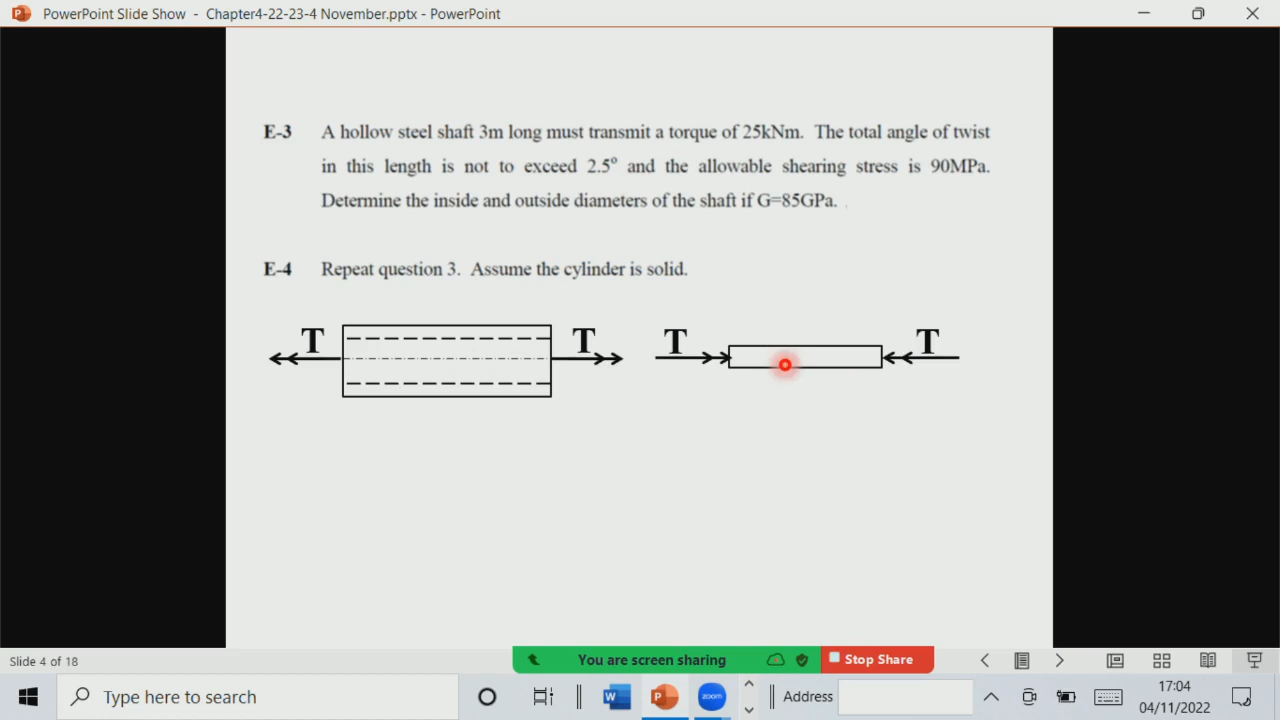 PowerPoint Slide Show - Chapter4-22-23-4 November.pptx - PowerPoint
E-3 A hollow steel shaft 3m long must transmit a torque of 25kNm. The total angle of twist
in this length is not to exceed 2.5° and the allowable shearing stress is 90MPa.
Determine the inside and outside diameters of the shaft if G=85GPa.
E-4 Repeat question 3. Assume the cylinder is solid.
T T T T
Slide 4 of 18
You are screen sharing Stop Share
Type here to search
W P zoom Address
17:04
04/11/2022